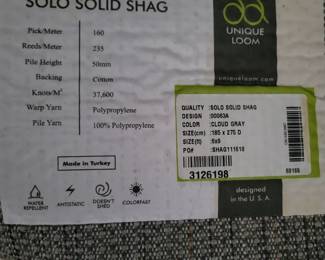 SOLO SOLID SHAG
Pick/Meter 160
Reeds/Meter 235
Pile Height 50mm
Backing Cotton
Knots/M² 37,600
Warp Yarn Polypropylene
Pile Yarn 100% Polypropylene
Made in Turkey
WATER REPELLENT
ANTISTATIC
DOESN'T SHED
COLORFAST
UNIQUE LOOM
uniqueloom.com
QUALITY :SOLO SOLID SHAG
DESIGN :00063A
COLOR :CLOUD GRAY
SIZE(cm) :185 x 275 D
SIZE(ft) :6x9
PO# :SHAG111610
3126198
designed in the U.S.A.